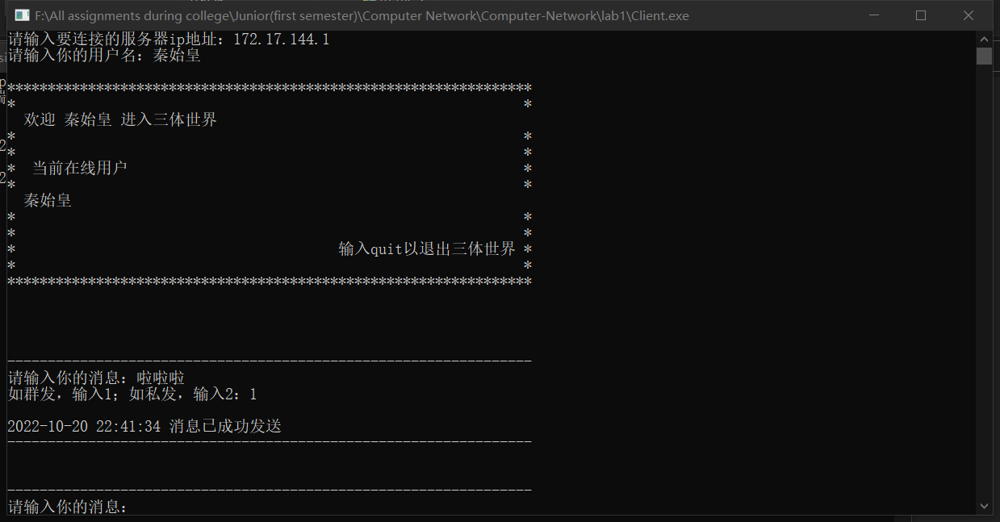 F:\All assignments during college\Junior(first semester)\Computer Network\Computer-Network\lab1\Client.exe
请输入要连接的服务器ip地址：172.17.144.1
请输入你的用户名：秦始皇
*****************************************************************
*                                                               *
  欢迎 秦始皇 进入三体世界
*                                                               *
*                                                               *
*  当前在线用户                                                 *
*                                                               *
  秦始皇
*                                                               *
*                                                               *
*                                        输入quit以退出三体世界 *
*                                                               *
*****************************************************************
-----------------------------------------------------------------
请输入你的消息：啦啦啦
如群发，输入1；如私发，输入2：1
2022-10-20 22:41:34 消息已成功发送
-----------------------------------------------------------------
-----------------------------------------------------------------
请输入你的消息：